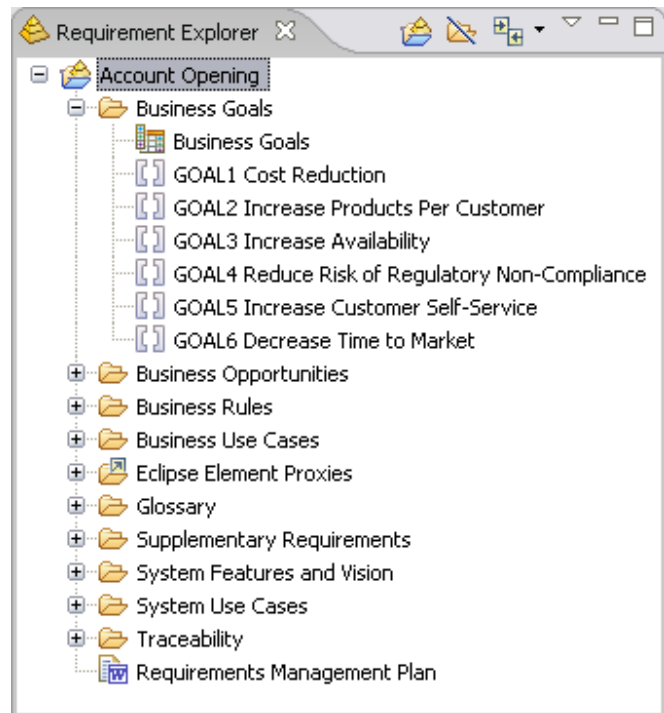 Requirement Explorer
Account Opening
Business Goals
Business Goals
GOAL1 Cost Reduction
GOAL2 Increase Products Per Customer
GOAL3 Increase Availability
GOAL4 Reduce Risk of Regulatory Non-Compliance
GOAL5 Increase Customer Self-Service
GOAL6 Decrease Time to Market
Business Opportunities
Business Rules
Business Use Cases
Eclipse Element Proxies
Glossary
Supplementary Requirements
System Features and Vision
System Use Cases
Traceability
Requirements Management Plan